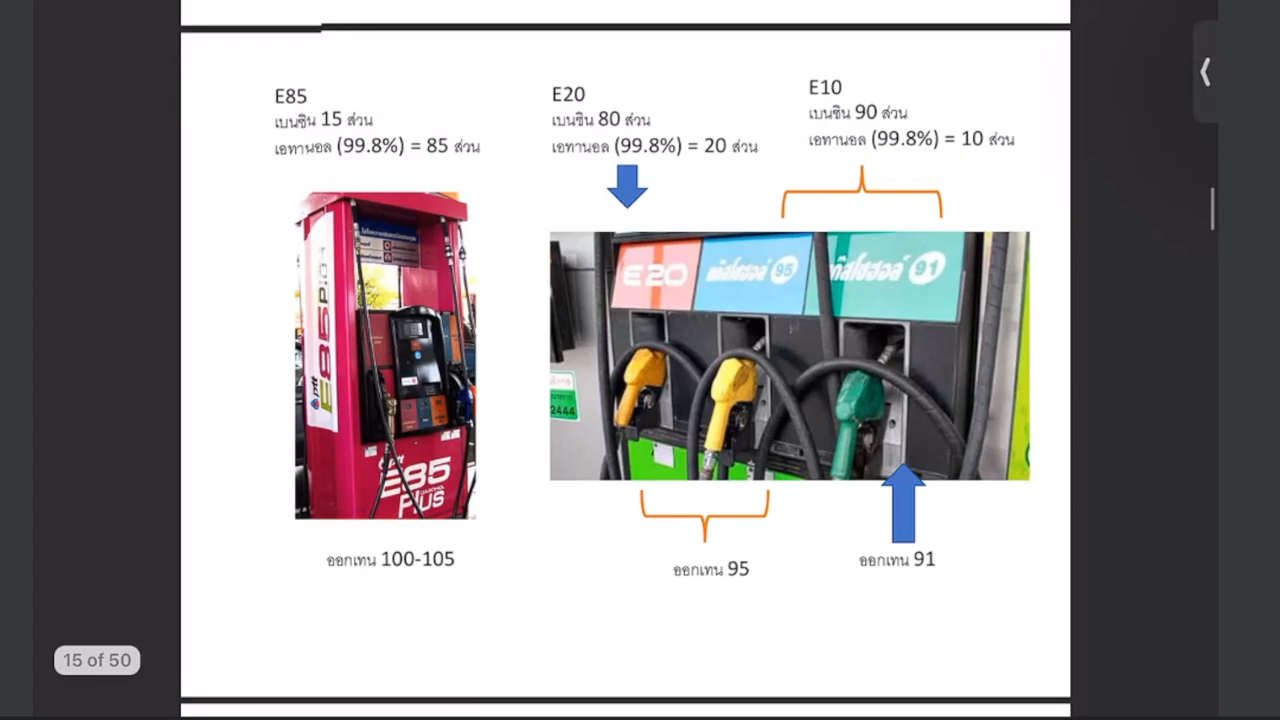 E85
เบนซิน 15 ส่วน
เอทานอล (99.8%) = 85 ส่วน
E20
เบนซิน 80 ส่วน
เอทานอล (99.8%) = 20 ส่วน
E10
เบนซิน 90 ส่วน
เอทานอล (99.8%) = 10 ส่วน
ptt E85 Plus
ptt
E85
GASOHOL
Plus
E20
แก๊สโซฮอล์ 95
แก๊สโซฮอล์ 91
2444
ออกเทน 100-105
ออกเทน 95
ออกเทน 91
15 of 50